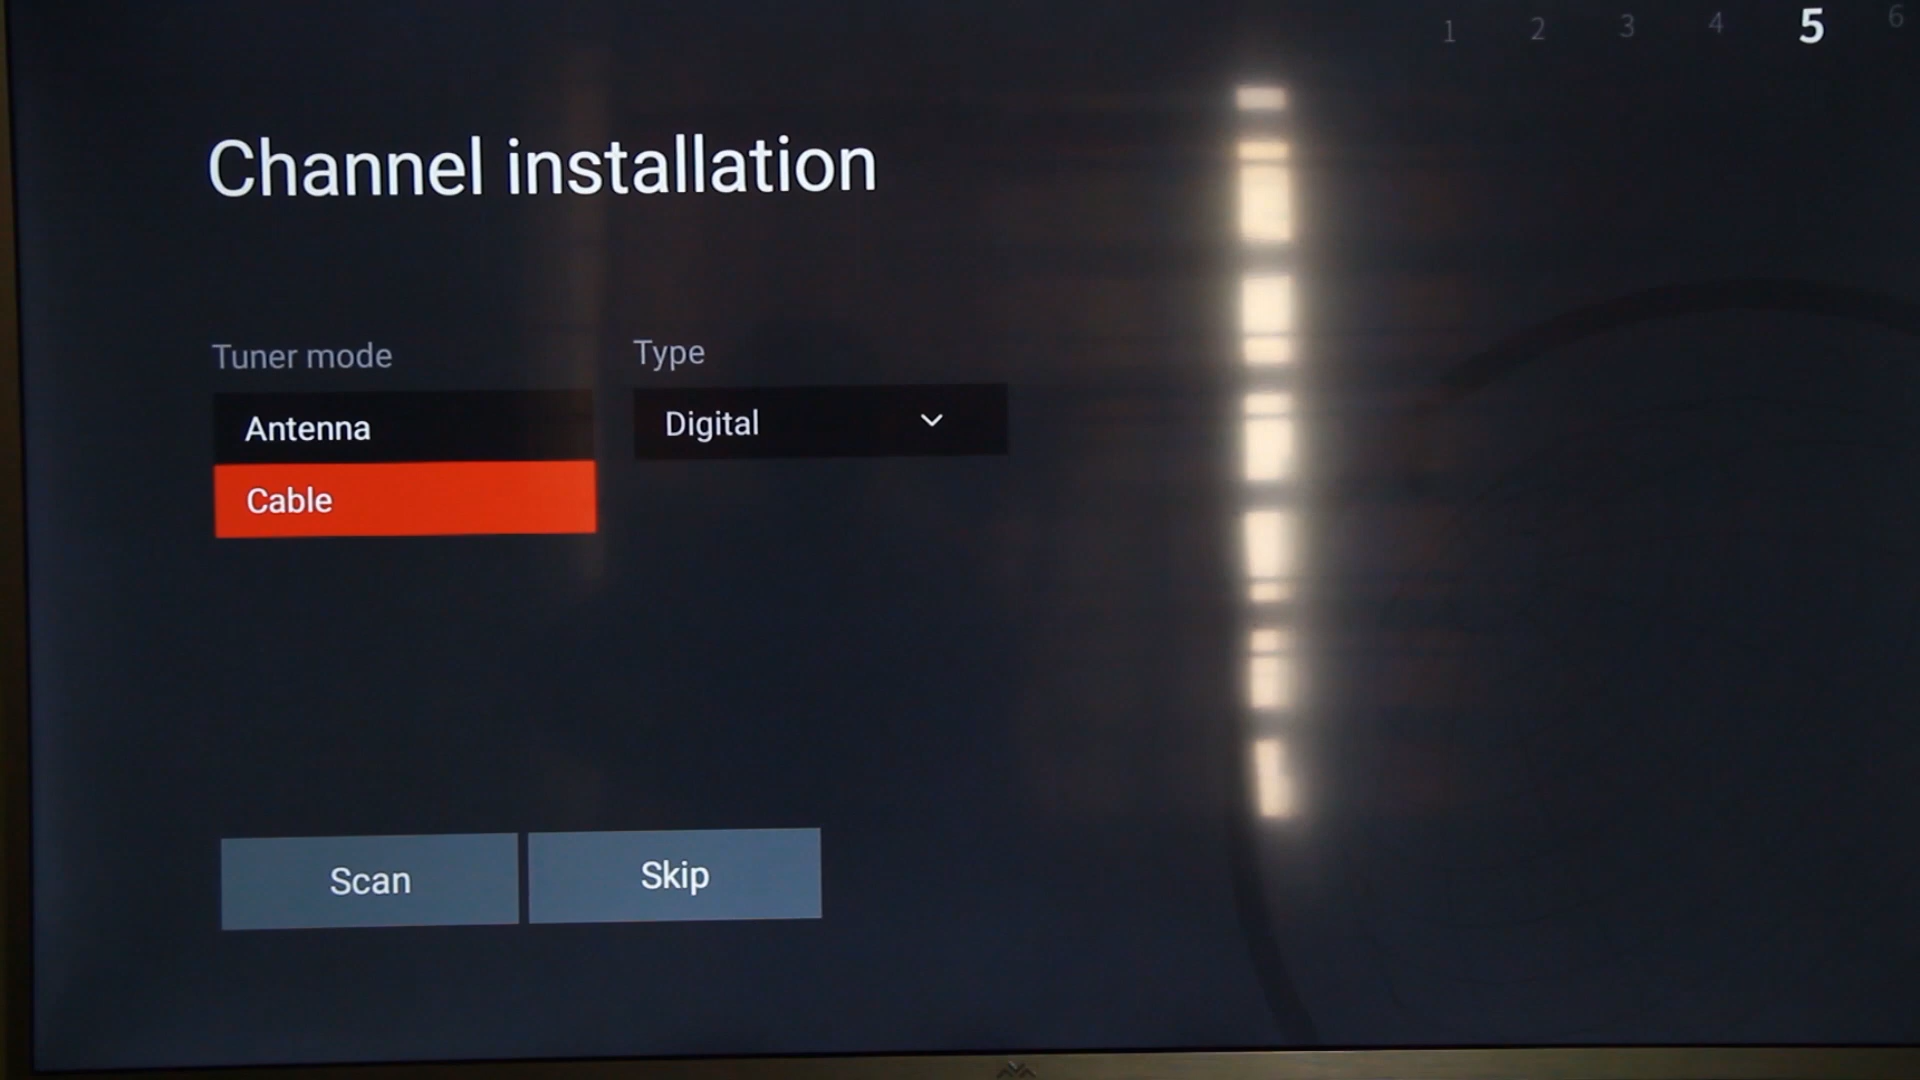 1 2 3 4 5 6
Channel installation
Tuner mode
Type
Antenna
Digital
Cable
Scan
Skip